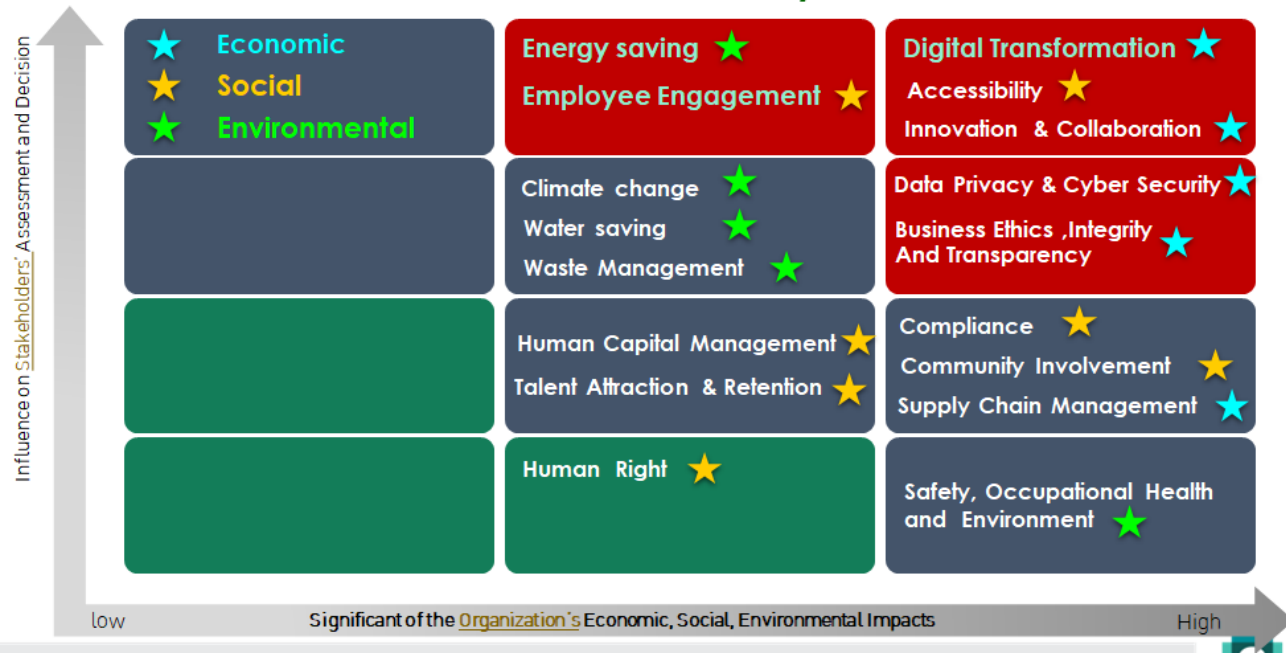 Influence on Stakeholders' Assessment and Decision
Economic
Social
Environmental
Energy saving
Employee Engagement
Digital Transformation
Accessibility
Innovation & Collaboration
Climate change
Water saving
Waste Management
Data Privacy & Cyber Security
Business Ethics ,Integrity
And Transparency
Human Capital Management
Talent Attraction & Retention
Compliance
Community Involvement
Supply Chain Management
Human Right
Safety, Occupational Health
and Environment
low
Significant of the Organization's Economic, Social, Environmental Impacts
High